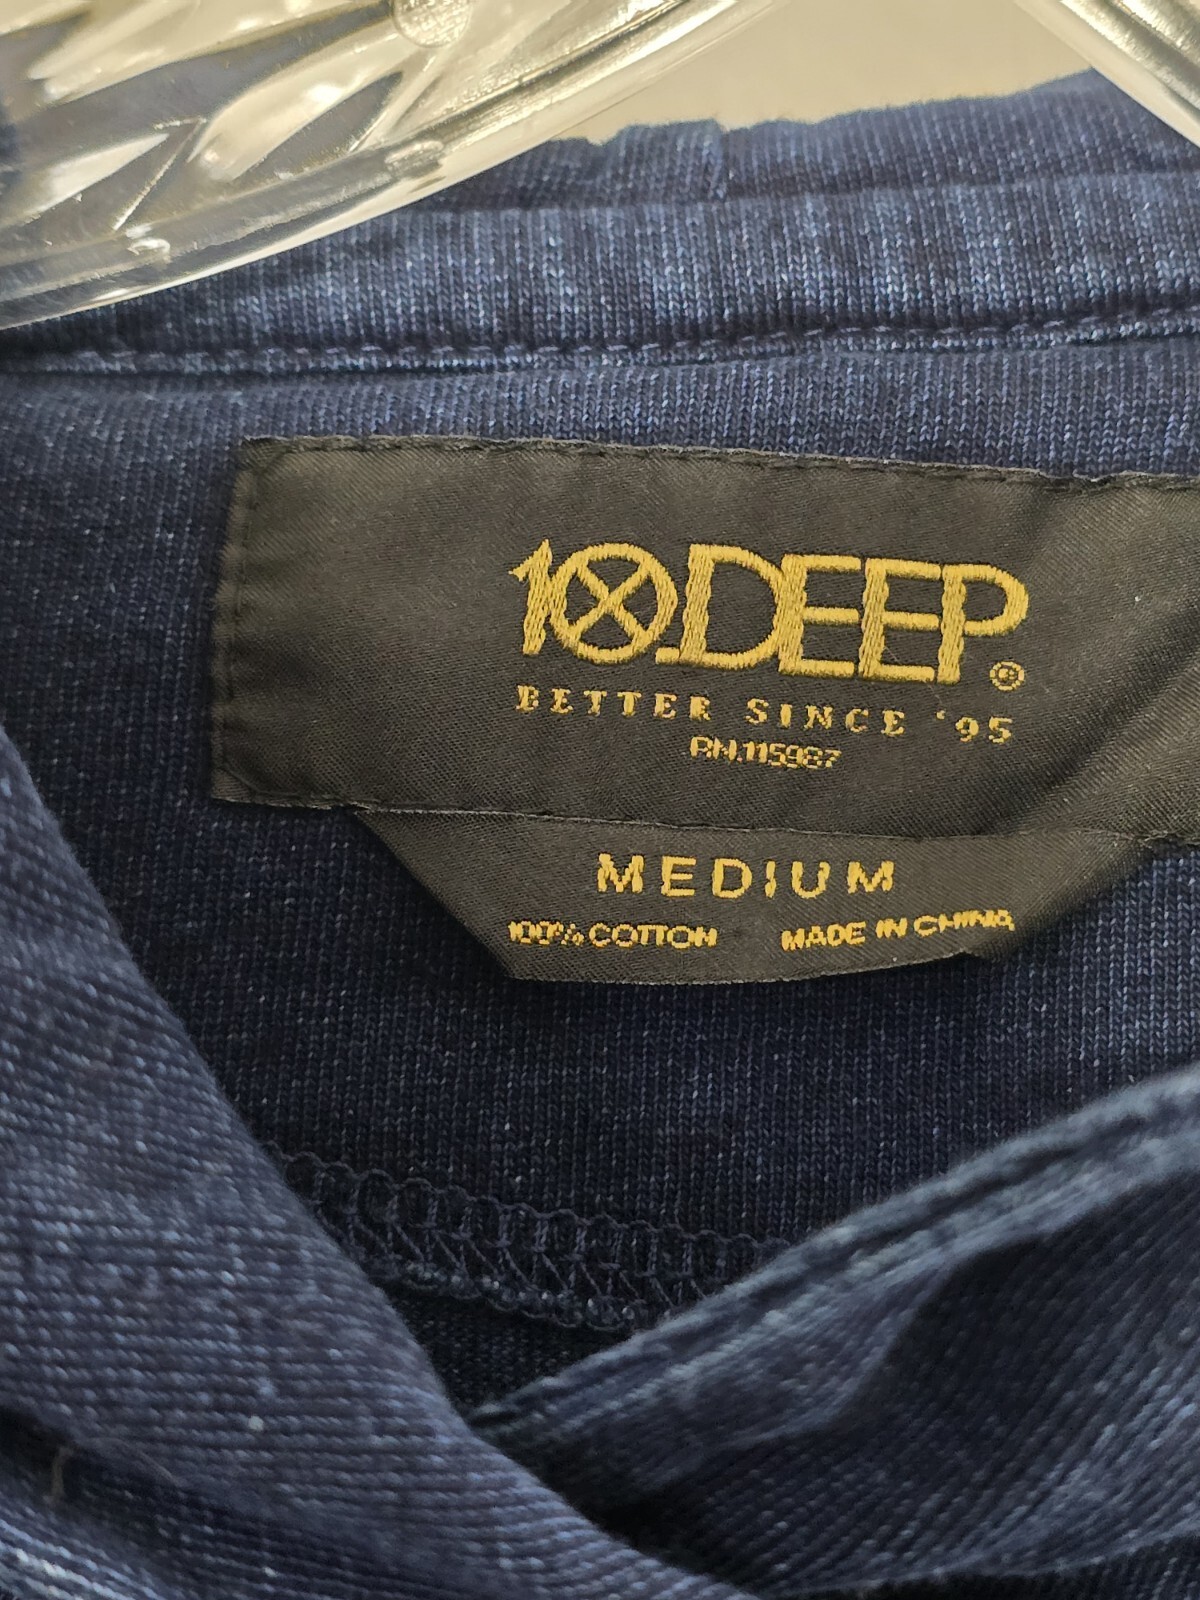 10.DEEP®
BETTER SINCE '95
RN.115987
MEDIUM
100% COTTON MADE IN CHINA